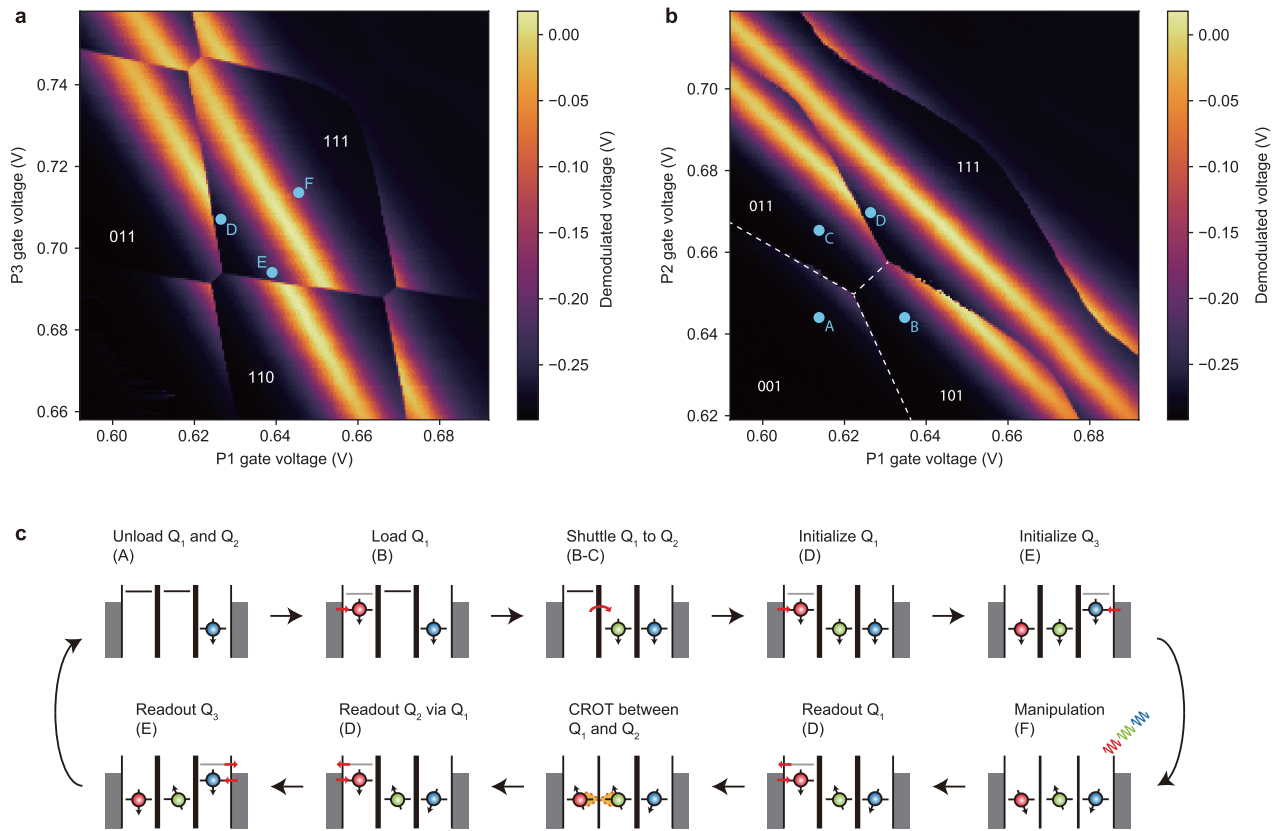 a
P3 gate voltage (V)
0.74
0.72
0.70
0.68
0.66
0.60
0.62
0.64
0.66
0.68
P1 gate voltage (V)
111
F
D
011
E
110
0.00
−0.05
−0.10
−0.15
−0.20
−0.25
Demodulated voltage (V)
b
P2 gate voltage (V)
0.70
0.68
0.66
0.64
0.62
0.60
0.62
0.64
0.66
0.68
P1 gate voltage (V)
111
011
D
C
A
B
001
101
0.00
−0.05
−0.10
−0.15
−0.20
−0.25
Demodulated voltage (V)
c
Unload Q1 and Q2
(A)
Load Q1
(B)
Shuttle Q1 to Q2
(B-C)
Initialize Q1
(D)
Initialize Q3
(E)
Readout Q3
(E)
Readout Q2 via Q1
(D)
CROT between
Q1 and Q2
Readout Q1
(D)
Manipulation
(F)